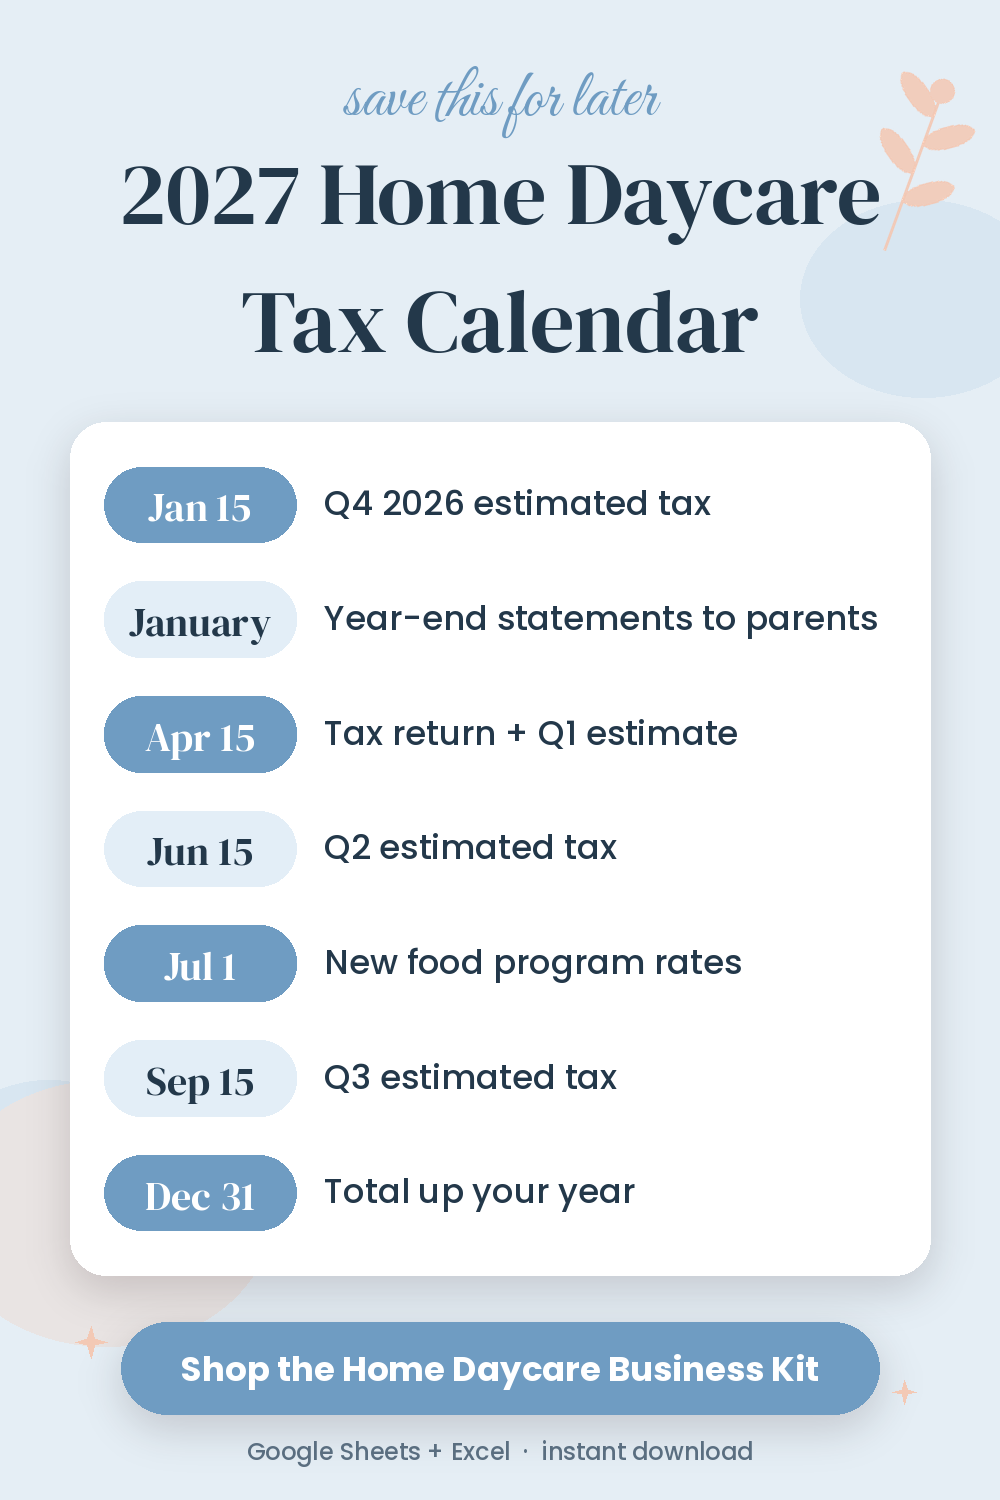 save this for later
2027 Home Daycare
Tax Calendar
Jan 15 Q4 2026 estimated tax
January Year-end statements to parents
Apr 15 Tax return + Q1 estimate
Jun 15 Q2 estimated tax
Jul 1 New food program rates
Sep 15 Q3 estimated tax
Dec 31 Total up your year
Shop the Home Daycare Business Kit
Google Sheets + Excel · instant download